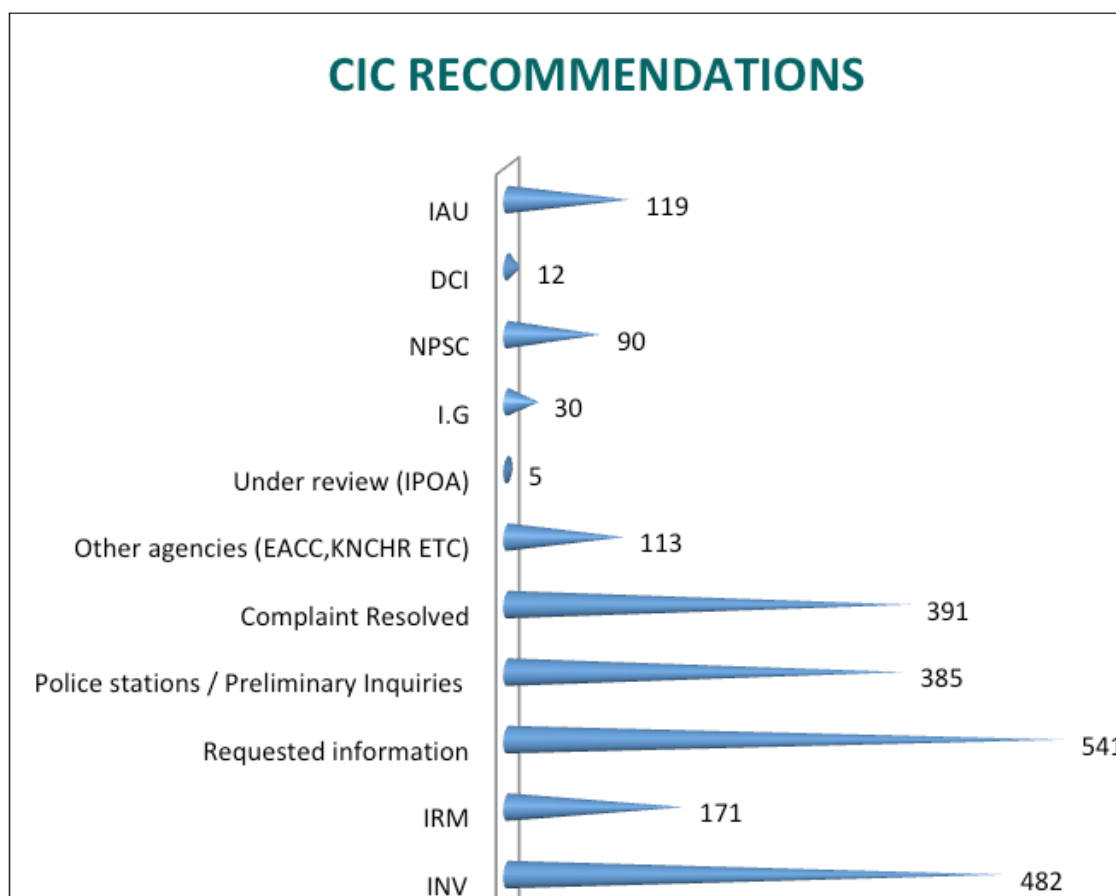 CIC RECOMMENDATIONS
IAU 119
DCI 12
NPSC 90
I.G 30
Under review (IPOA) 5
Other agencies (EACC,KNCHR ETC) 113
Complaint Resolved 391
Police stations / Preliminary Inquiries 385
Requested information 541
IRM 171
INV 482